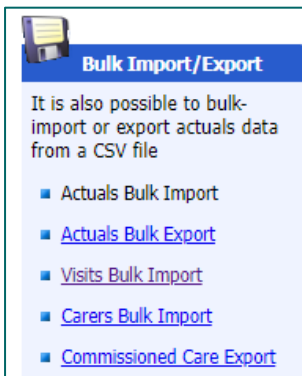 Bulk Import/Export
It is also possible to bulk-
import or export actuals data
from a CSV file
Actuals Bulk Import
Actuals Bulk Export
Visits Bulk Import
Carers Bulk Import
Commissioned Care Export